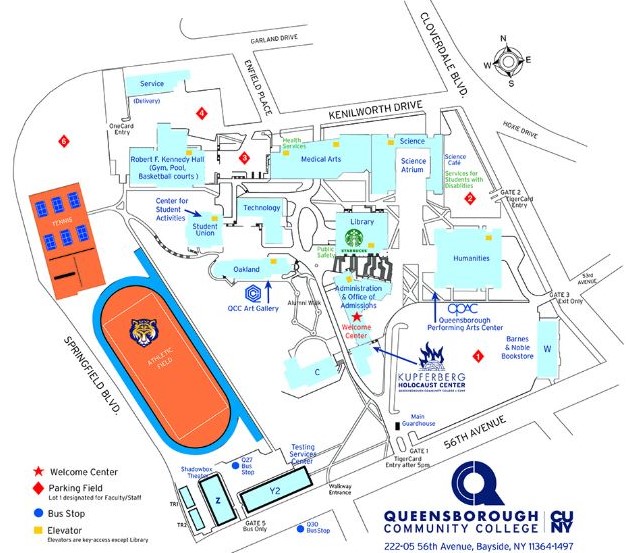 GARLAND DRIVE
CLOVERDALE BLVD.
N
W
E
S
ENFIELD PLACE
KENILWORTH DRIVE
HOXIE DRIVE
Service
(Delivery)
OneCard
Entry
4
6
3
Robert F. Kennedy Hall
(Gym, Pool,
Basketball courts )
Health
Services
Medical Arts
Science
Science
Atrium
Science
Café
Services for
Students with
Disabilities
2
GATE 2
TigerCard
Entry
Center for
Student
Activities
Student
Union
Technology
Library
STARBUCKS
Public
Safety
TENNIS
Oakland
QCC Art Gallery
Alumni Walk
Administration
& Office of
Admissions
Welcome
Center
Humanities
QPAC
Queensborough
Performing Arts Center
53RD
AVENUE
GATE 3
Exit Only
Barnes
& Noble
Bookstore
W
1
C
KUPFERBERG
HOLOCAUST CENTER
ATHLETIC
FIELD
SPRINGFIELD BLVD.
Main
Guardhouse
56TH AVENUE
GATE 1
TigerCard
Entry after 5pm
Testing
Services
Center
Q27
Bus
Stop
Shadowbox
Theater
Z
Y2
TR1
TR2
GATE 5
Bus Only
Walkway
Entrance
Q30
BusStop
Welcome Center
Parking Field
Lot 1 designated for Faculty/Staff
Bus Stop
Elevator
Elevators are key-access except Library
QUEENSBOROUGH
COMMUNITY COLLEGE
CU
NY
222-05 56th Avenue, Bayside, NY 11364-1497